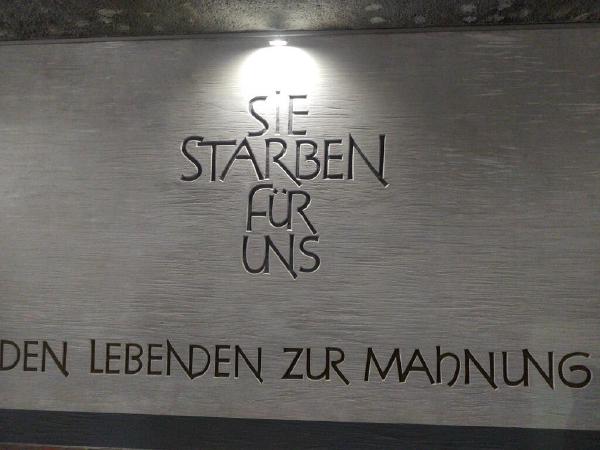 SiE
STARBEN
FÜR
UNS
DEN LEBENDEN ZUR MAhNUNG